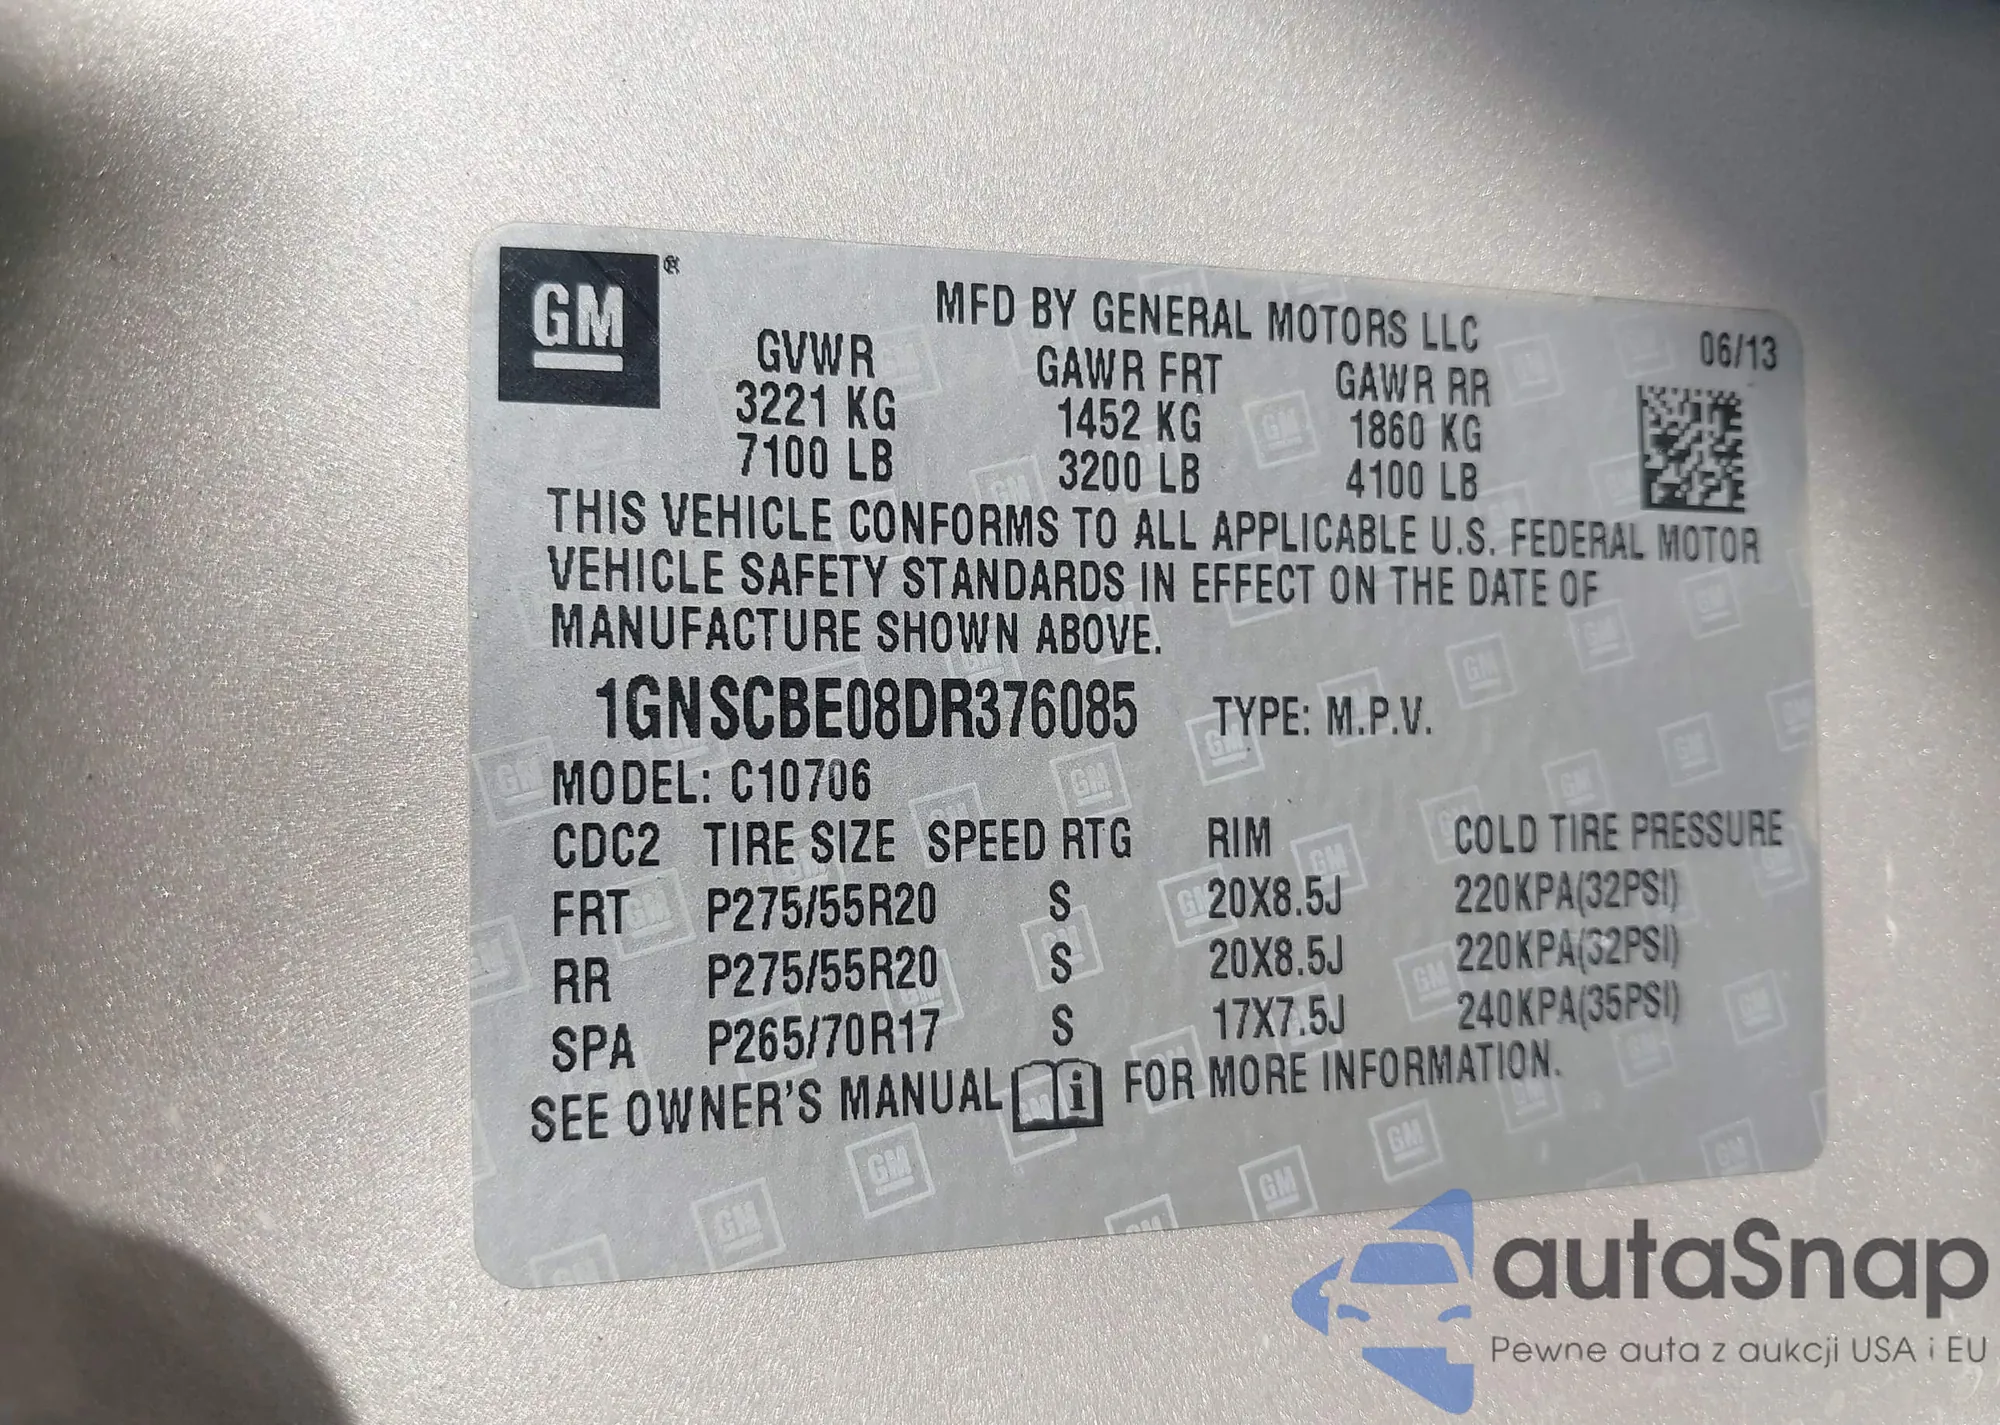 GM®
MFD BY GENERAL MOTORS LLC
06/13
GVWR GAWR FRT GAWR RR
3221 KG 1452 KG 1860 KG
7100 LB 3200 LB 4100 LB
THIS VEHICLE CONFORMS TO ALL APPLICABLE U.S. FEDERAL MOTOR
VEHICLE SAFETY STANDARDS IN EFFECT ON THE DATE OF
MANUFACTURE SHOWN ABOVE.
1GNSCBE08DR376085 TYPE: M.P.V.
MODEL: C10706
CDC2 TIRE SIZE SPEED RTG RIM COLD TIRE PRESSURE
FRT P275/55R20 S 20X8.5J 220KPA(32PSI)
RR P275/55R20 S 20X8.5J 220KPA(32PSI)
SPA P265/70R17 S 17X7.5J 240KPA(35PSI)
SEE OWNER'S MANUAL i FOR MORE INFORMATION.
autaSnap
Pewne auta z aukcji USA i EU